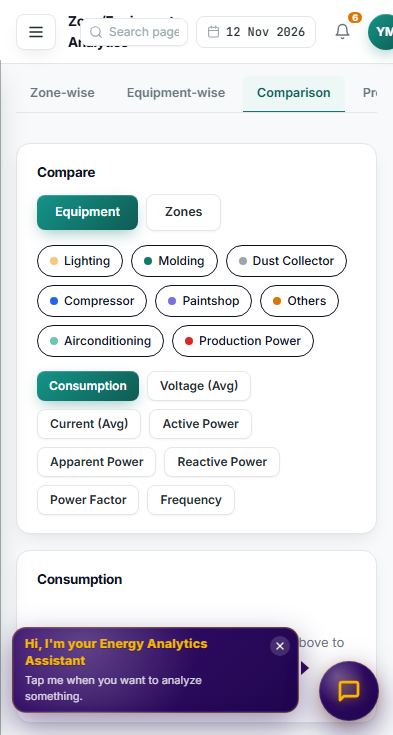 Search page
12 Nov 2026
6
YM
Zone-wise
Equipment-wise
Comparison
Compare
Equipment
Zones
Lighting
Molding
Dust Collector
Compressor
Paintshop
Others
Airconditioning
Production Power
Consumption
Voltage (Avg)
Current (Avg)
Active Power
Apparent Power
Reactive Power
Power Factor
Frequency
Consumption
to
Hi, I'm your Energy Analytics
Assistant
Tap me when you want to analyze
something.